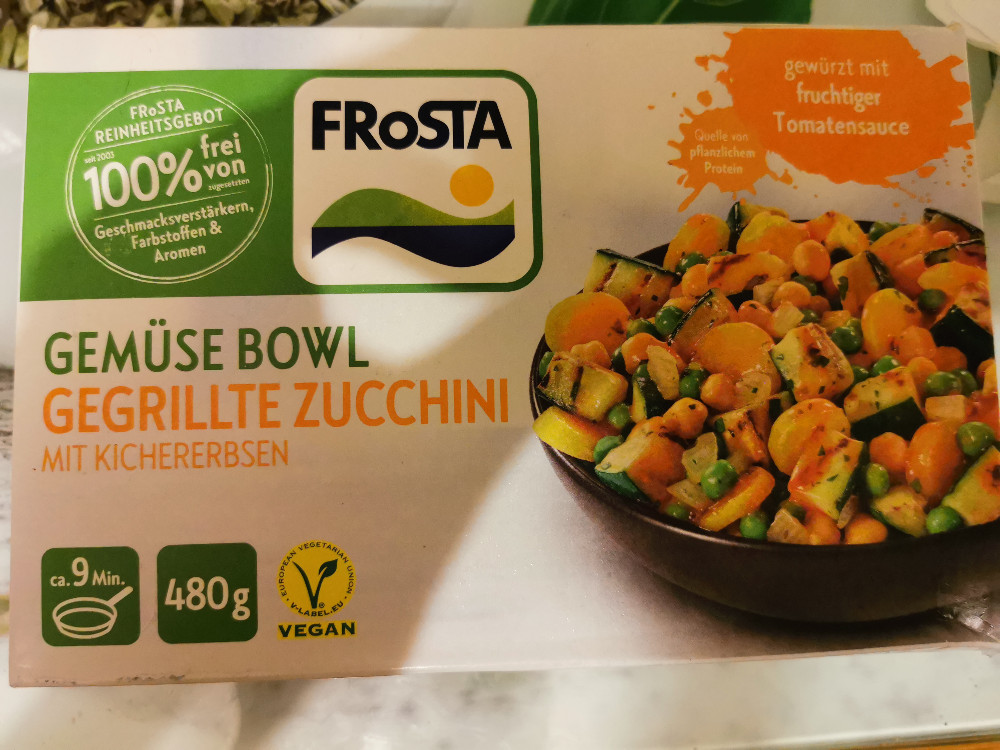 FRoSTA
REINHEITSGEBOT
seit 2003
100% frei
von
zugesetzten
Geschmacksverstärkern,
Farbstoffen &
Aromen
FRoSTA
gewürzt mit
fruchtiger
Tomatensauce
Quelle von
pflanzlichem
Protein
GEMÜSE BOWL
GEGRILLTE ZUCCHINI
MIT KICHERERBSEN
ca. 9 Min.
480g
EUROPEAN VEGETARIAN UNION
V-LABEL.EU
VEGAN